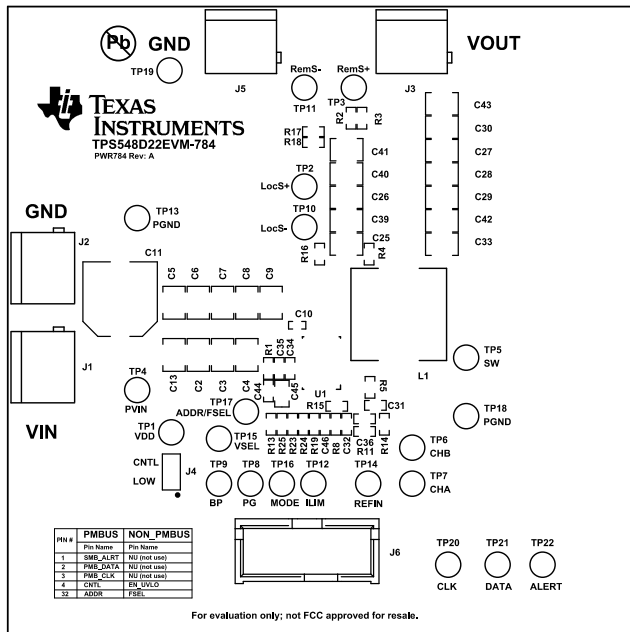 Pb GND
VOUT
TP19
J5
RemS-
TP11
RemS+
TP3
J3
TEXAS
INSTRUMENTS
TPS548D22EVM-784
PWR784 Rev: A
R2
R3
R17
R18
C43
C30
C27
C28
C29
C42
C33
C41
C40
C26
C39
C25
TP2
LocS+
TP10
LocS-
R16
R4
GND
J2
TP13
PGND
C11
C5
C6
C7
C8
C9
C10
J1
VIN
TP4
PVIN
C13
C2
C3
C4
R1
C35
C34
C44
C45
U1
R15
R5
C31
L1
TP5
SW
TP18
PGND
TP17
ADDR/FSEL
TP1
VDD
TP15
VSEL
R13
R25
R23
R24
R19
C46
R8
C32
C36
R11
R14
TP6
CHB
TP7
CHA
CNTL
LOW
J4
TP9
BP
TP8
PG
TP16
MODE
TP12
ILIM
TP14
REFIN
PIN # PMBUS NON_PMBUS
Pin Name Pin Name
1 SMB_ALRT NU (not use)
2 PMB_DATA NU (not use)
3 PMB_CLK NU (not use)
4 CNTL EN_UVLO
32 ADDR FSEL
J6
TP20
CLK
TP21
DATA
TP22
ALERT
For evaluation only; not FCC approved for resale.